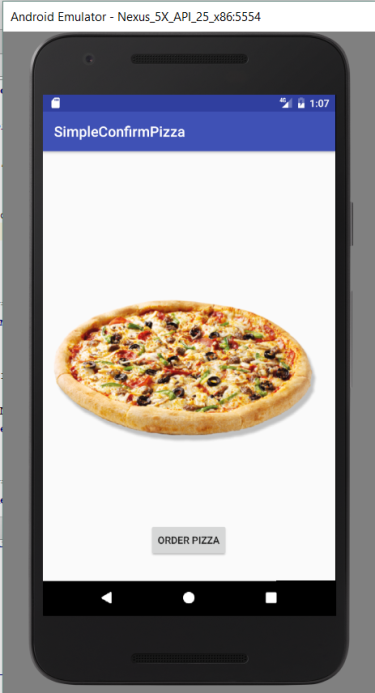 Android Emulator - Nexus_5X_API_25_x86:5554
4G 1:07
SimpleConfirmPizza
ORDER PIZZA